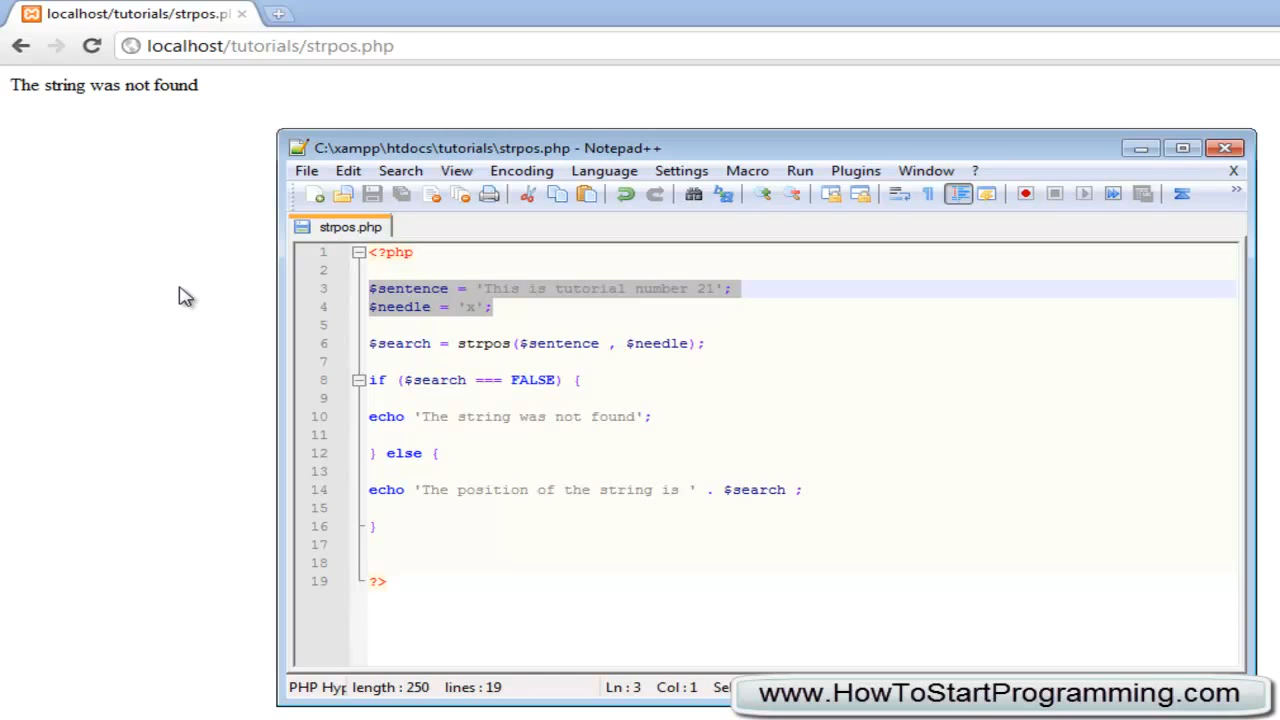 localhost/tutorials/strpos.p
localhost/tutorials/strpos.php
The string was not found
C:\xampp\htdocs\tutorials\strpos.php - Notepad++
File Edit Search View Encoding Language Settings Macro Run Plugins Window ? X
strpos.php
1 <?php
2
3 $sentence = 'This is tutorial number 21';
4 $needle = 'x';
5
6 $search = strpos($sentence , $needle);
7
8 if ($search === FALSE) {
9
10 echo 'The string was not found';
11
12 } else {
13
14 echo 'The position of the string is ' . $search ;
15
16 }
17
18
19 ?>
PHP Hyp length : 250 lines : 19 Ln : 3 Col : 1 Sel
www.HowToStartProgramming.com